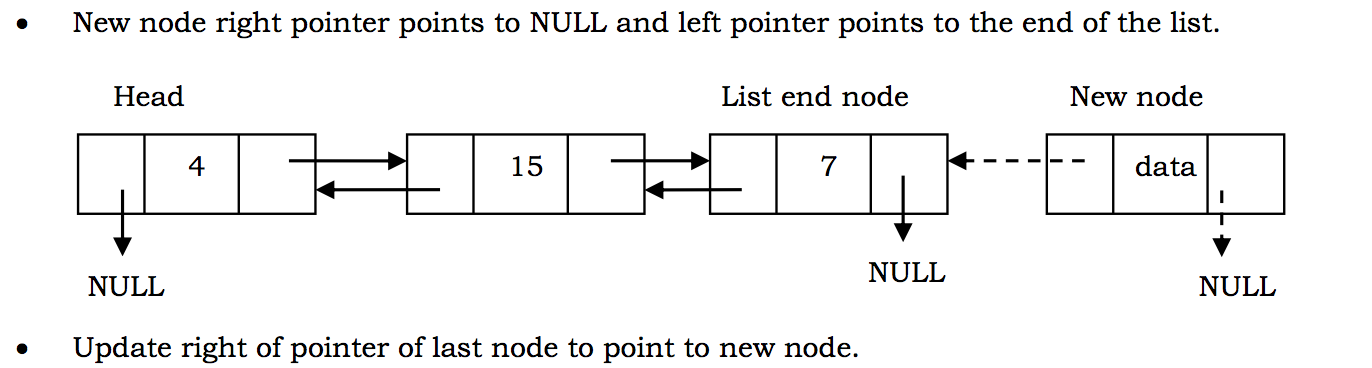 • New node right pointer points to NULL and left pointer points to the end of the list.
Head List end node New node
4 15 7 data
NULL NULL NULL
• Update right of pointer of last node to point to new node.